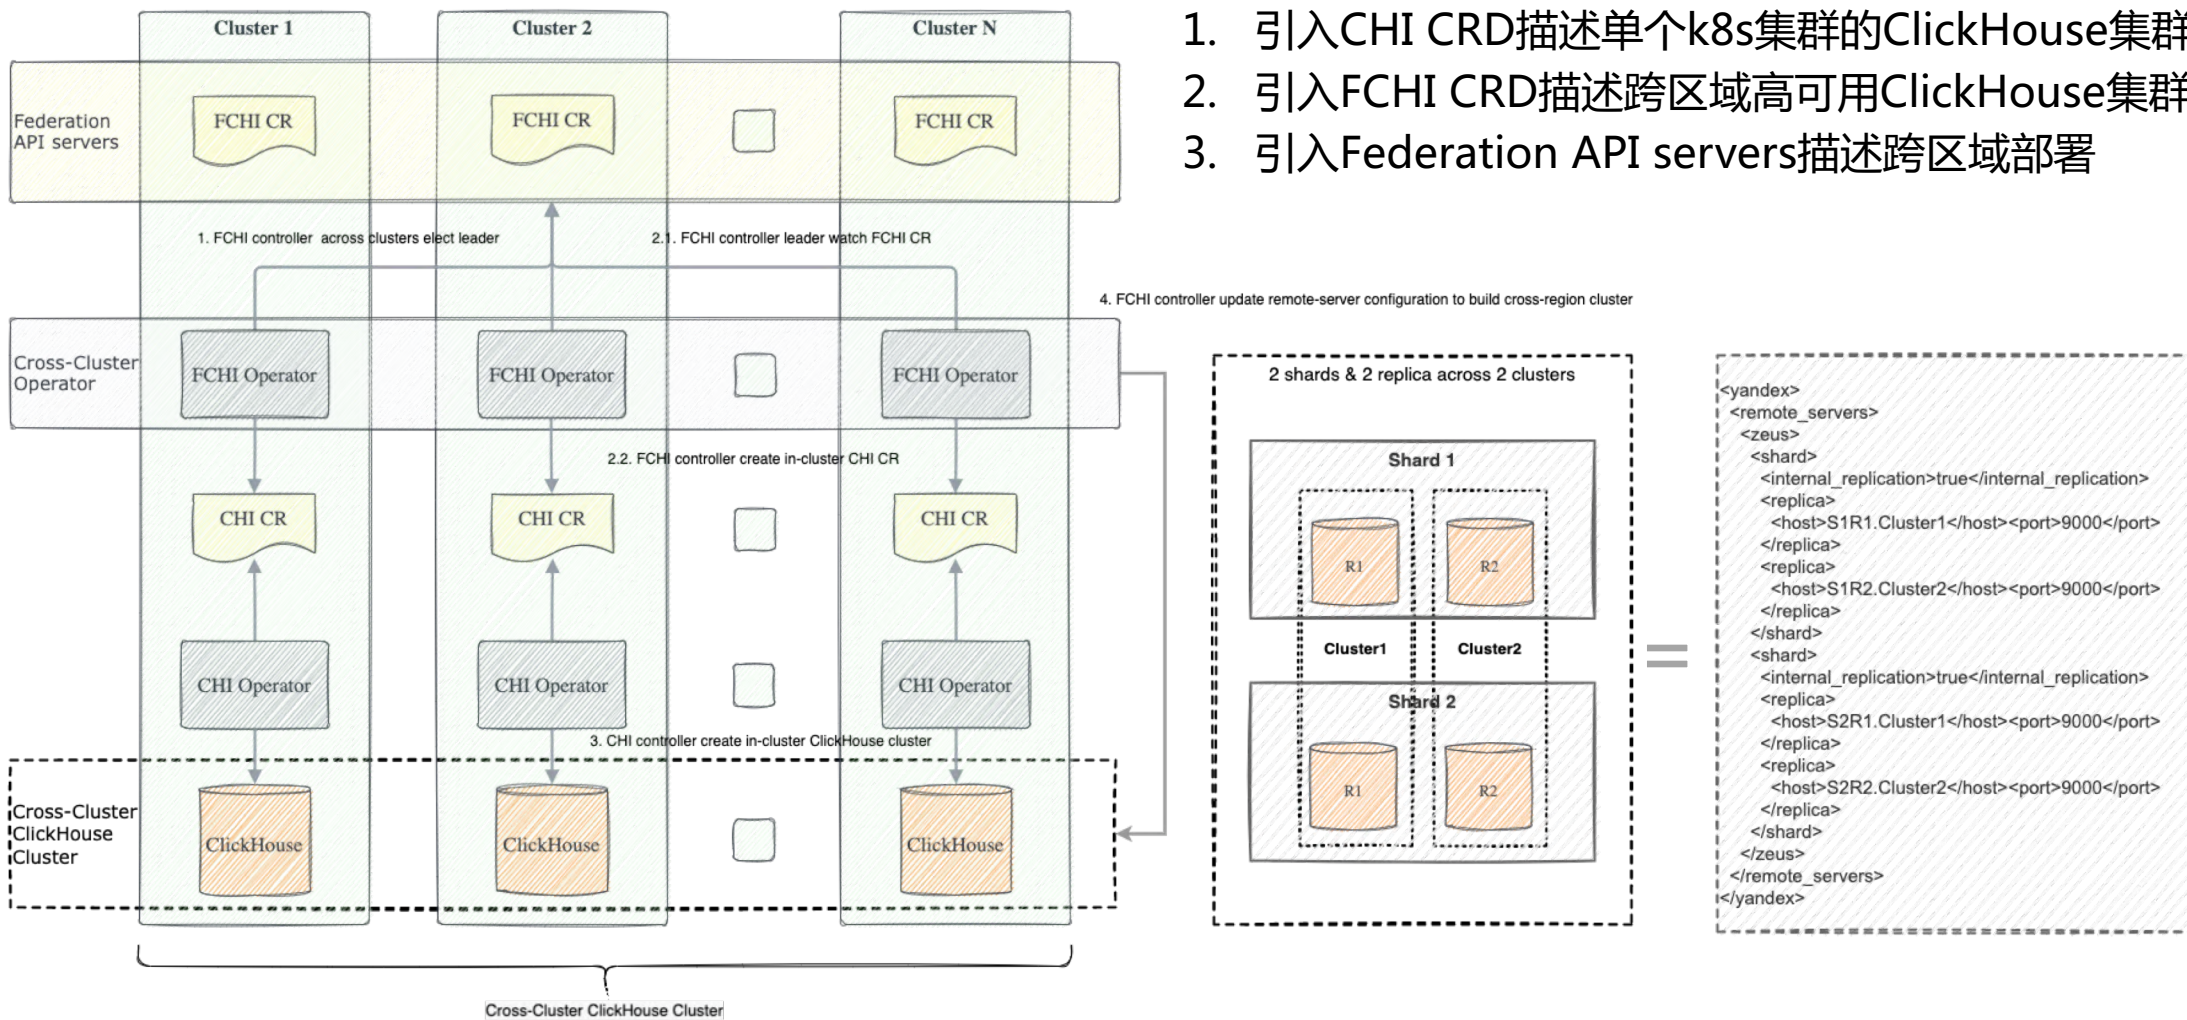 1. 引入CHI CRD描述单个k8s集群的ClickHouse集群
2. 引入FCHI CRD描述跨区域高可用ClickHouse集群
3. 引入Federation API servers描述跨区域部署
Cluster 1
Cluster 2
Cluster N
Federation
API servers
FCHI CR
FCHI CR
FCHI CR
1. FCHI controller across clusters elect leader
2.1. FCHI controller leader watch FCHI CR
Cross-Cluster
Operator
FCHI Operator
FCHI Operator
FCHI Operator
2.2. FCHI controller create in-cluster CHI CR
CHI CR
CHI CR
CHI CR
CHI Operator
CHI Operator
CHI Operator
3. CHI controller create in-cluster ClickHouse cluster
Cross-Cluster
ClickHouse
Cluster
ClickHouse
ClickHouse
ClickHouse
Cross-Cluster ClickHouse Cluster
4. FCHI controller update remote-server configuration to build cross-region cluster
2 shards & 2 replica across 2 clusters
Shard 1
R1
R2
Cluster1
Cluster2
Shard 2
R1
R2
=
<yandex>
<remote_servers>
<zeus>
<shard>
<internal_replication>true</internal_replication>
<replica>
<host>S1R1.Cluster1</host><port>9000</port>
</replica>
<replica>
<host>S1R2.Cluster2</host><port>9000</port>
</replica>
</shard>
<shard>
<internal_replication>true</internal_replication>
<replica>
<host>S2R1.Cluster1</host><port>9000</port>
</replica>
<replica>
<host>S2R2.Cluster2</host><port>9000</port>
</replica>
</shard>
</zeus>
</remote_servers>
</yandex>